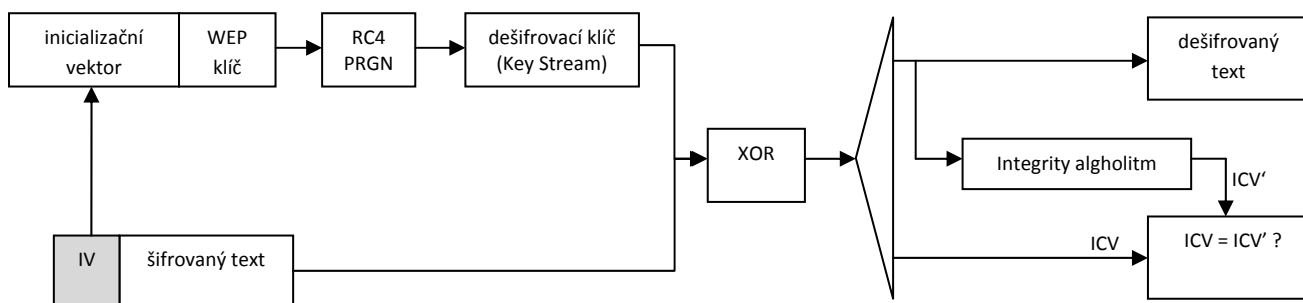 inicializační
vektor
WEP
klíč
RC4
PRGN
dešifrovací klíč
(Key Stream)
dešifrovaný
text
XOR
Integrity algholitm
ICV‘
IV
šifrovaný text
ICV
ICV = ICV’ ?